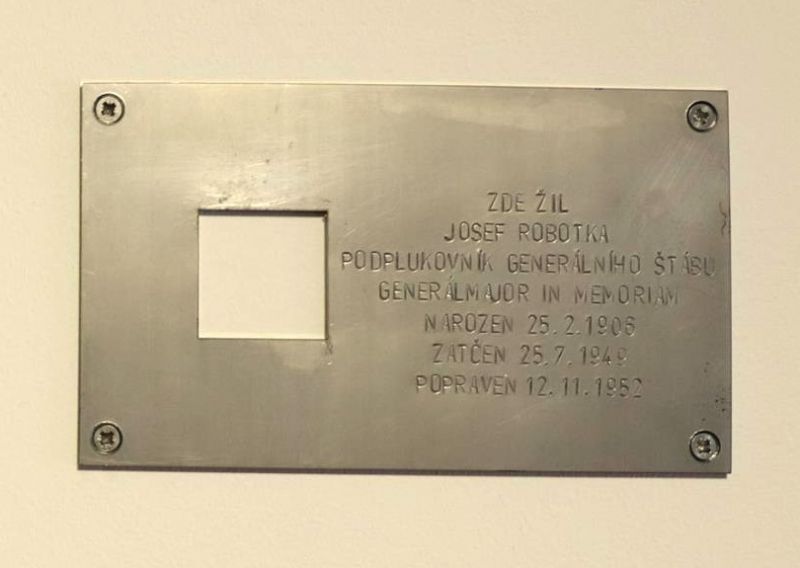 ZDE ŽIL
JOSEF ROBOTKA
PODPLUKOVNÍK GENERÁLNÍHO ŠTÁBU
GENERÁLMAJOR IN MEMORIAM
NAROZEN 25.2.1906
ZATČEN 25.7.1949
POPRAVEN 12.11.1952